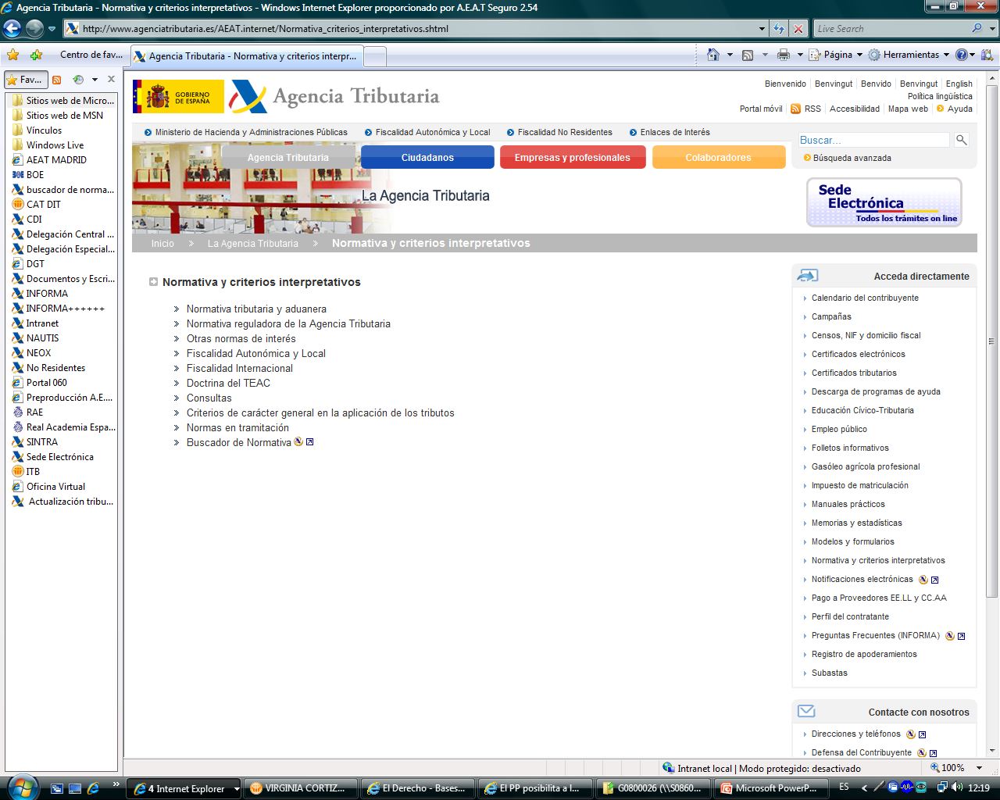 Agencia Tributaria - Normativa y criterios interpretativos - Windows Internet Explorer proporcionado por A.E.A.T Seguro 2.54
http://www.agenciatributaria.es/AEAT.internet/Normativa_criterios_interpretativos.shtml
Live Search
Centro de fav...
Agencia Tributaria - Normativa y criterios interpr...
Página
Herramientas
Fav...
Sitios web de Micro...
Sitios web de MSN
Vínculos
Windows Live
AEAT MADRID
BOE
buscador de norma...
CAT DIT
CDI
Delegación Central ...
Delegación Especial...
DGT
Documentos y Escri...
INFORMA
INFORMA++++++
Intranet
NAUTIS
NEOX
No Residentes
Portal 060
Preproducción A.E....
RAE
Real Academia Espa...
SINTRA
Sede Electrónica
ITB
Oficina Virtual
Actualización tribu...
GOBIERNO DE ESPAÑA
Agencia Tributaria
Bienvenido Benvingut Benvido Benvingut English
Política lingüística
Portal móvil RSS Accesibilidad Mapa web Ayuda
Ministerio de Hacienda y Administraciones Públicas Fiscalidad Autonómica y Local Fiscalidad No Residentes Enlaces de Interés
Buscar...
Búsqueda avanzada
Agencia Tributaria Ciudadanos Empresas y profesionales Colaboradores
La Agencia Tributaria
Sede
Electrónica
Todos los trámites on line
Inicio > La Agencia Tributaria > Normativa y criterios interpretativos
Normativa y criterios interpretativos
Normativa tributaria y aduanera
Normativa reguladora de la Agencia Tributaria
Otras normas de interés
Fiscalidad Autonómica y Local
Fiscalidad Internacional
Doctrina del TEAC
Consultas
Criterios de carácter general en la aplicación de los tributos
Normas en tramitación
Buscador de Normativa
Acceda directamente
Calendario del contribuyente
Campañas
Censos, NIF y domicilio fiscal
Certificados electrónicos
Certificados tributarios
Descarga de programas de ayuda
Educación Cívico-Tributaria
Empleo público
Folletos informativos
Gasóleo agrícola profesional
Impuesto de matriculación
Manuales prácticos
Memorias y estadísticas
Modelos y formularios
Normativa y criterios interpretativos
Notificaciones electrónicas
Pago a Proveedores EE.LL y CC.AA
Perfil del contratante
Preguntas Frecuentes (INFORMA)
Registro de apoderamientos
Subastas
Contacte con nosotros
Direcciones y teléfonos
Defensa del Contribuyente
Intranet local | Modo protegido: desactivado
100%
4 Internet Explorer
VIRGINIA CORTIZ...
El Derecho - Bases...
El PP posibilita a l...
G0800026 (\\S0860...
Microsoft PowerP...
ES
12:19